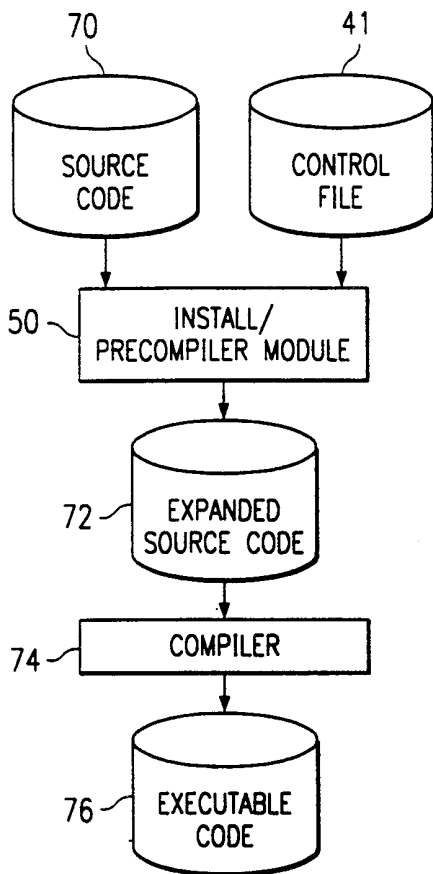 70
41
SOURCE
CODE
CONTROL
FILE
50
INSTALL/
PRECOMPILER MODULE
72
EXPANDED
SOURCE CODE
74
COMPILER
76
EXECUTABLE
CODE